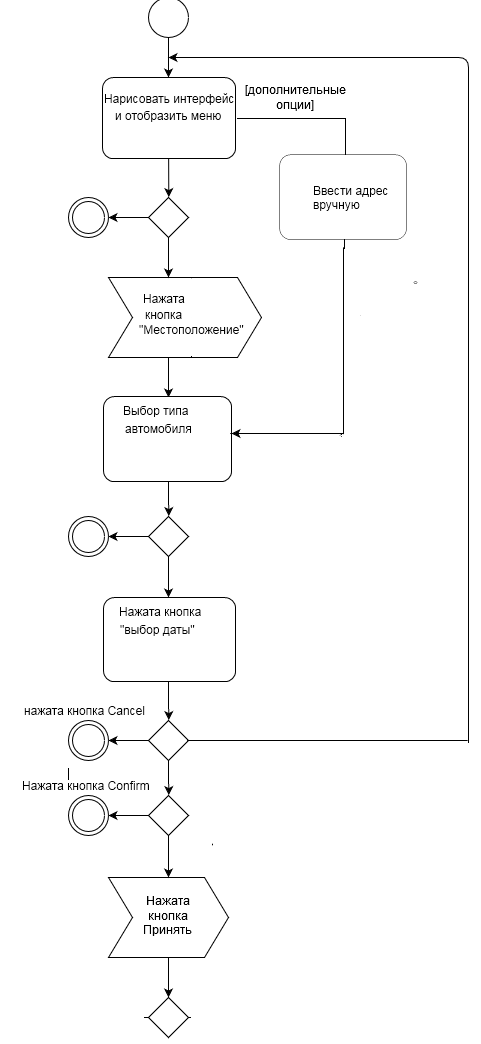 Нарисовать интерфейс
и отобразить меню
[дополнительные
опции]
Ввести адрес
вручную
Нажата
кнопка
"Местоположение"
Выбор типа
автомобиля
Нажата кнопка
"выбор даты"
нажата кнопка Cancel
Нажата кнопка Confirm
Нажата
кнопка
Принять